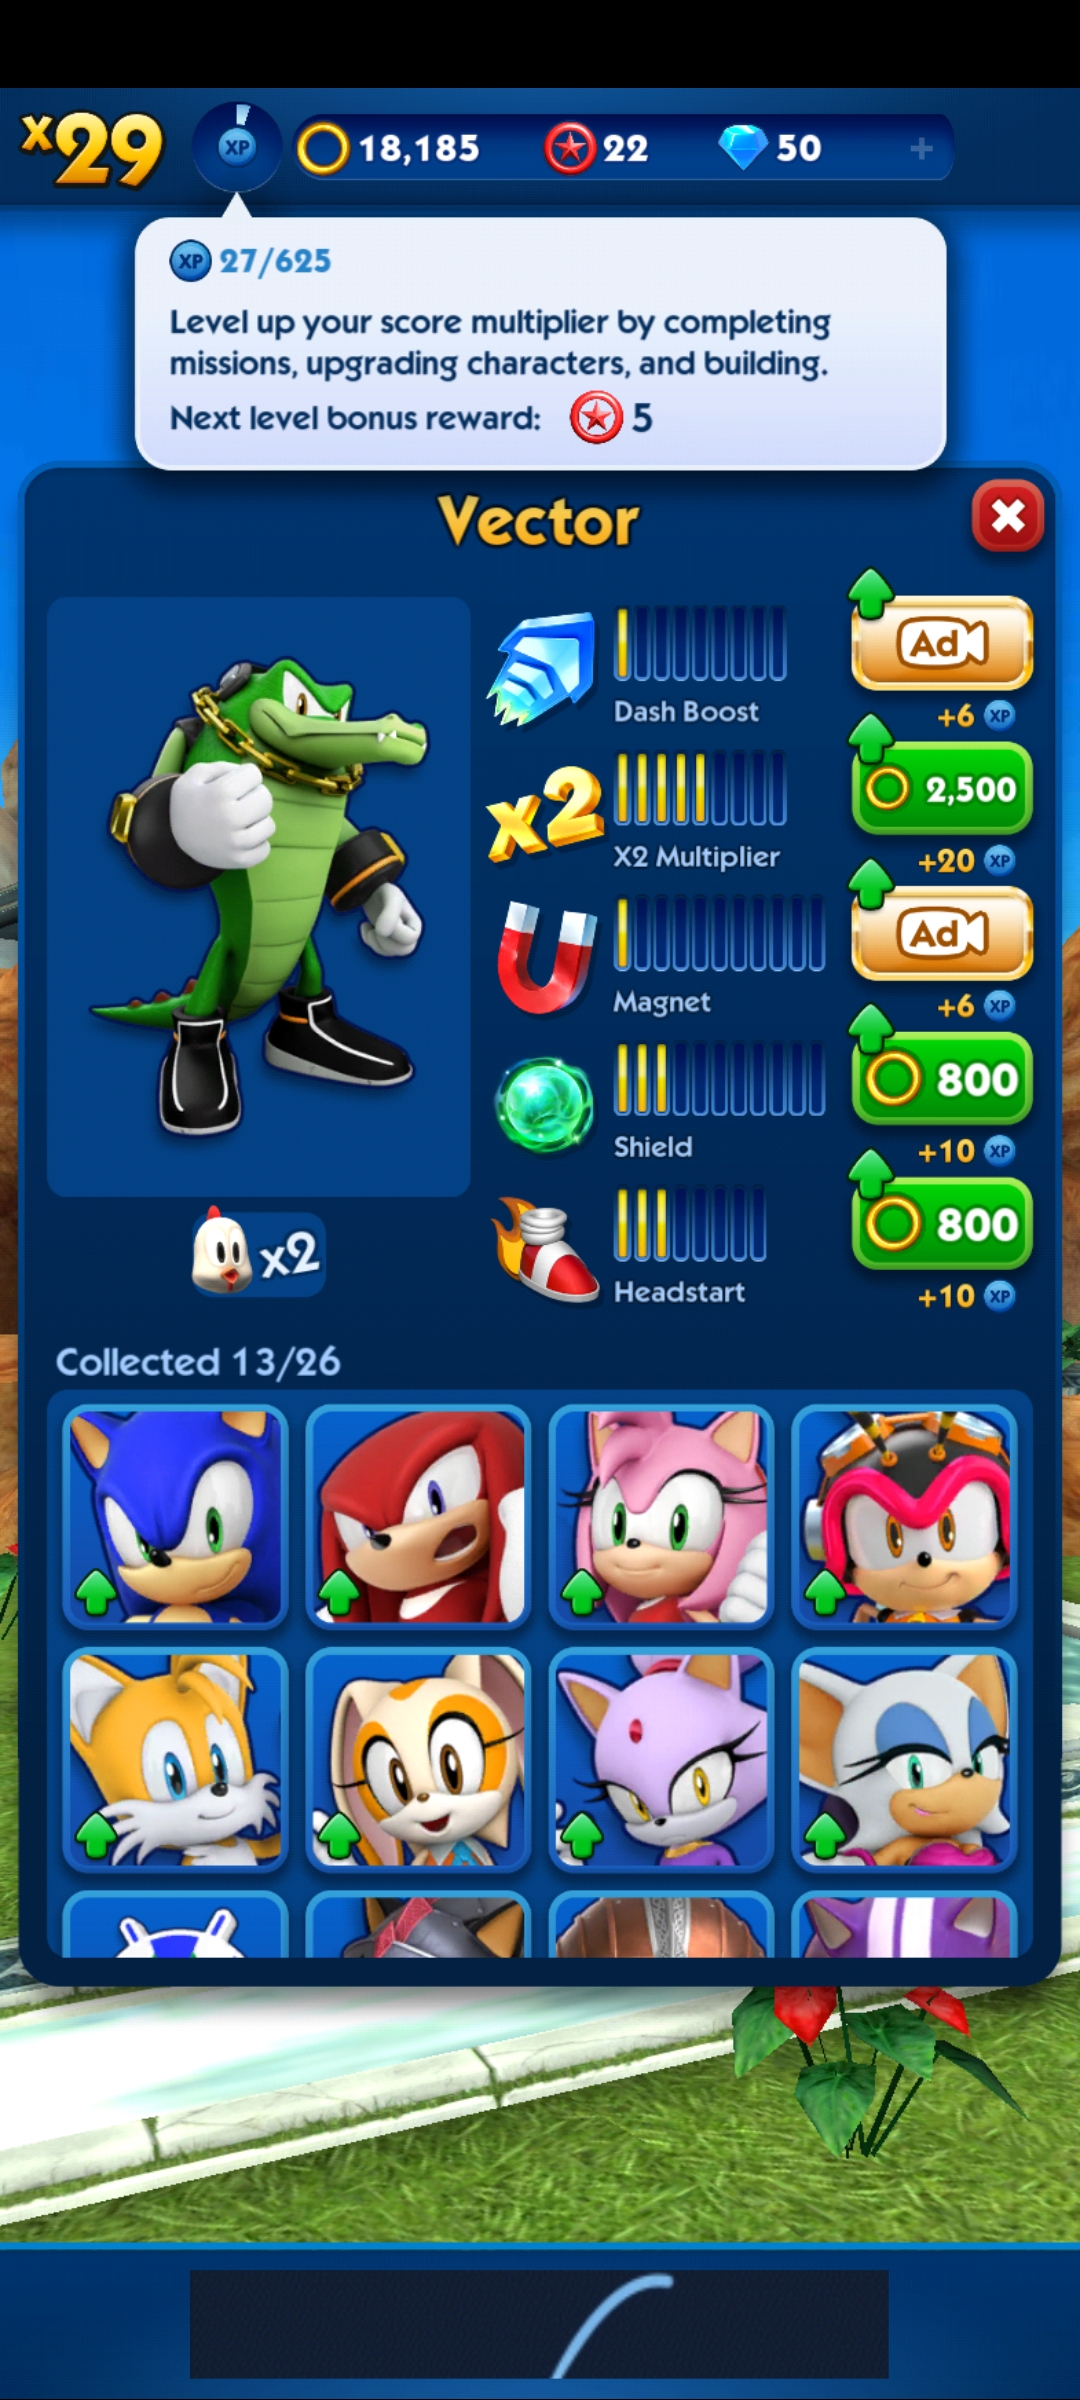 x29
XP
18,185
22
50
+
XP 27/625
Level up your score multiplier by completing
missions, upgrading characters, and building.
Next level bonus reward: 5
Vector
Dash Boost
Ad
+6 XP
x2
X2 Multiplier
2,500
+20 XP
Magnet
Ad
+6 XP
Shield
800
+10 XP
Headstart
800
+10 XP
x2
Collected 13/26